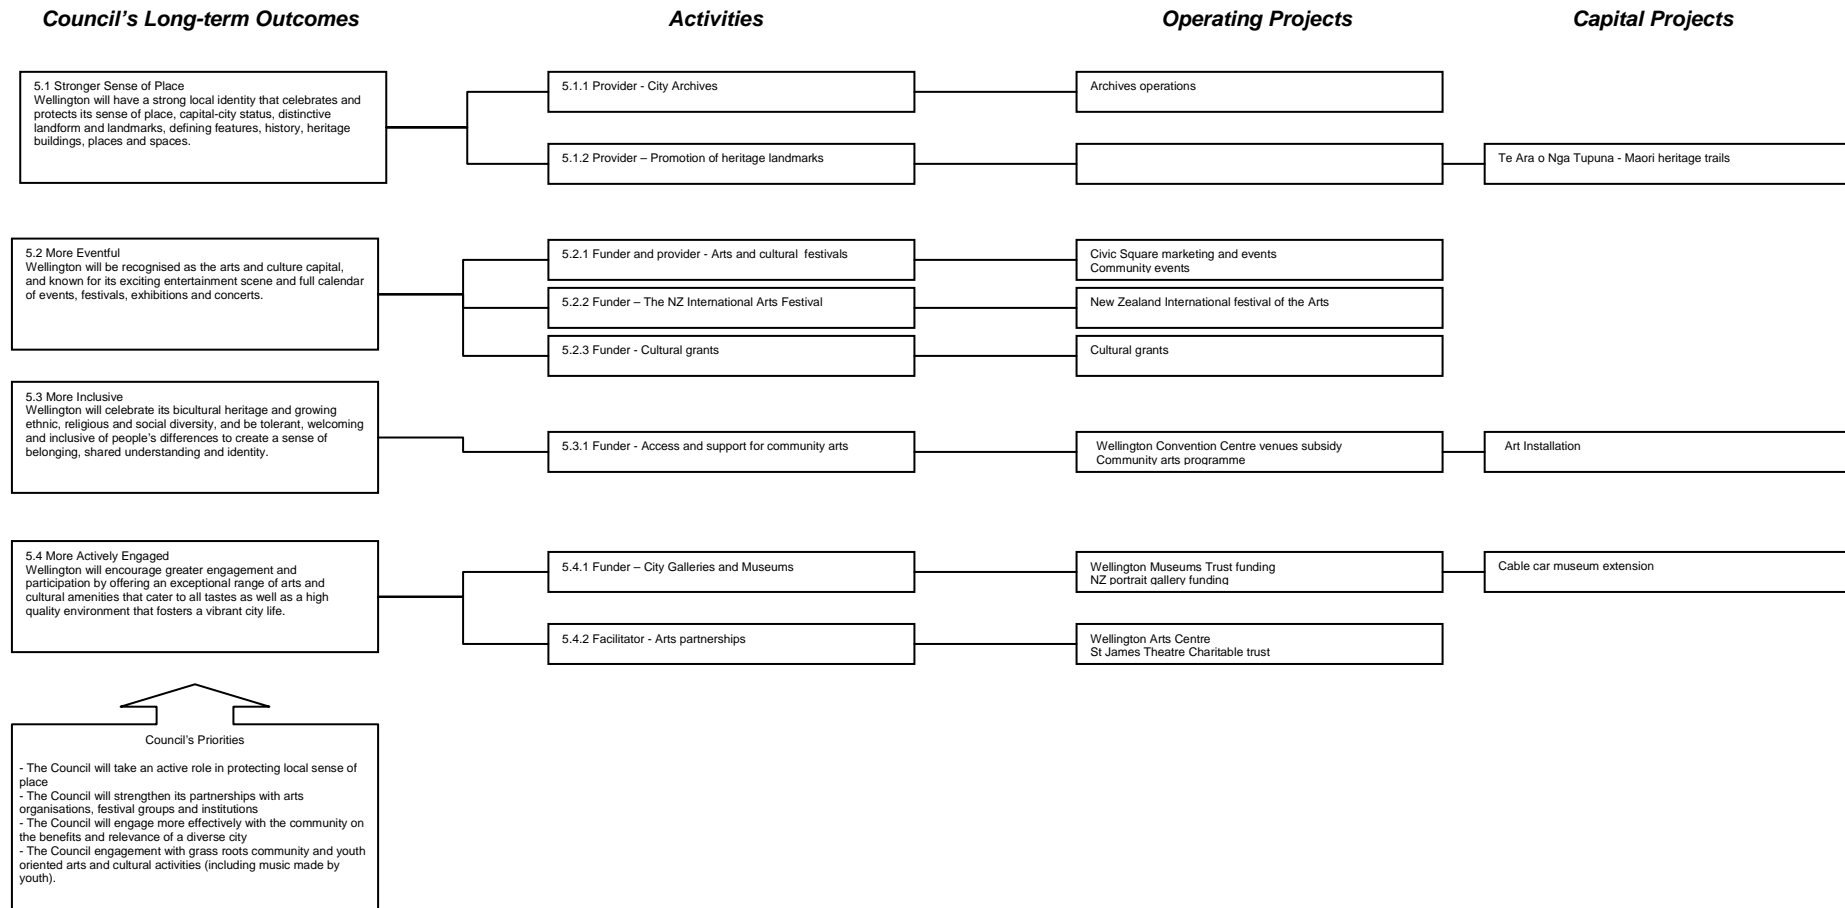 Council's Long-term Outcomes
Activities
Operating Projects
Capital Projects
5.1 Stronger Sense of Place
Wellington will have a strong local identity that celebrates and
protects its sense of place, capital-city status, distinctive
landform and landmarks, defining features, history, heritage
buildings, places and spaces.
5.1.1 Provider - City Archives
Archives operations
5.1.2 Provider – Promotion of heritage landmarks
Te Ara o Nga Tupuna - Maori heritage trails
5.2 More Eventful
Wellington will be recognised as the arts and culture capital,
and known for its exciting entertainment scene and full calendar
of events, festivals, exhibitions and concerts.
5.2.1 Funder and provider - Arts and cultural festivals
Civic Square marketing and events
Community events
5.2.2 Funder – The NZ International Arts Festival
New Zealand International festival of the Arts
5.2.3 Funder - Cultural grants
Cultural grants
5.3 More Inclusive
Wellington will celebrate its bicultural heritage and growing
ethnic, religious and social diversity, and be tolerant, welcoming
and inclusive of people's differences to create a sense of
belonging, shared understanding and identity.
5.3.1 Funder - Access and support for community arts
Wellington Convention Centre venues subsidy
Community arts programme
Art Installation
5.4 More Actively Engaged
Wellington will encourage greater engagement and
participation by offering an exceptional range of arts and
cultural amenities that cater to all tastes as well as a high
quality environment that fosters a vibrant city life.
5.4.1 Funder – City Galleries and Museums
Wellington Museums Trust funding
NZ portrait gallery funding
Cable car museum extension
5.4.2 Facilitator - Arts partnerships
Wellington Arts Centre
St James Theatre Charitable trust
Council's Priorities
- The Council will take an active role in protecting local sense of
place
- The Council will strengthen its partnerships with arts
organisations, festival groups and institutions
- The Council will engage more effectively with the community on
the benefits and relevance of a diverse city
- The Council engagement with grass roots community and youth
oriented arts and cultural activities (including music made by
youth).